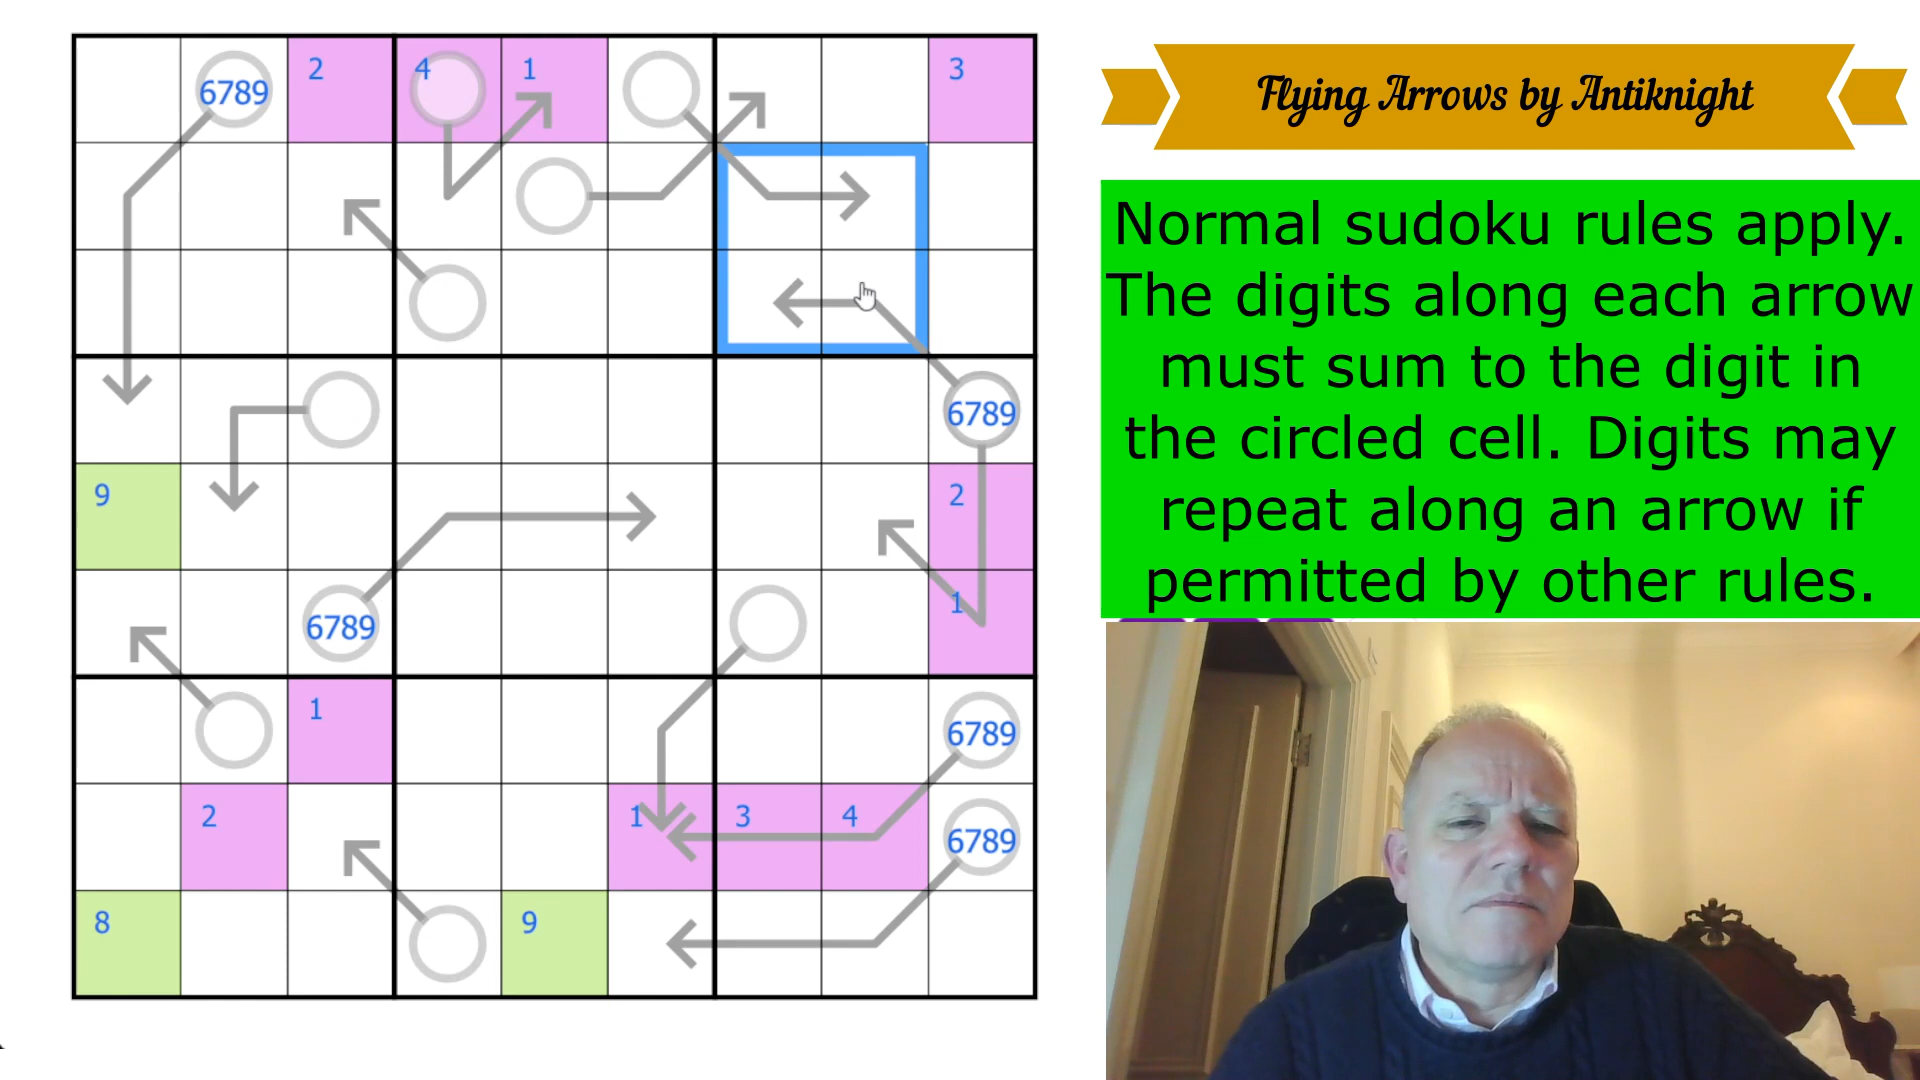 Flying Arrows by Antiknight
Normal sudoku rules apply.
The digits along each arrow
must sum to the digit in
the circled cell. Digits may
repeat along an arrow if
permitted by other rules.
6789 2 4 1 3
6789
9 2
6789 1
1 6789
2 1 3 4 6789
8 9